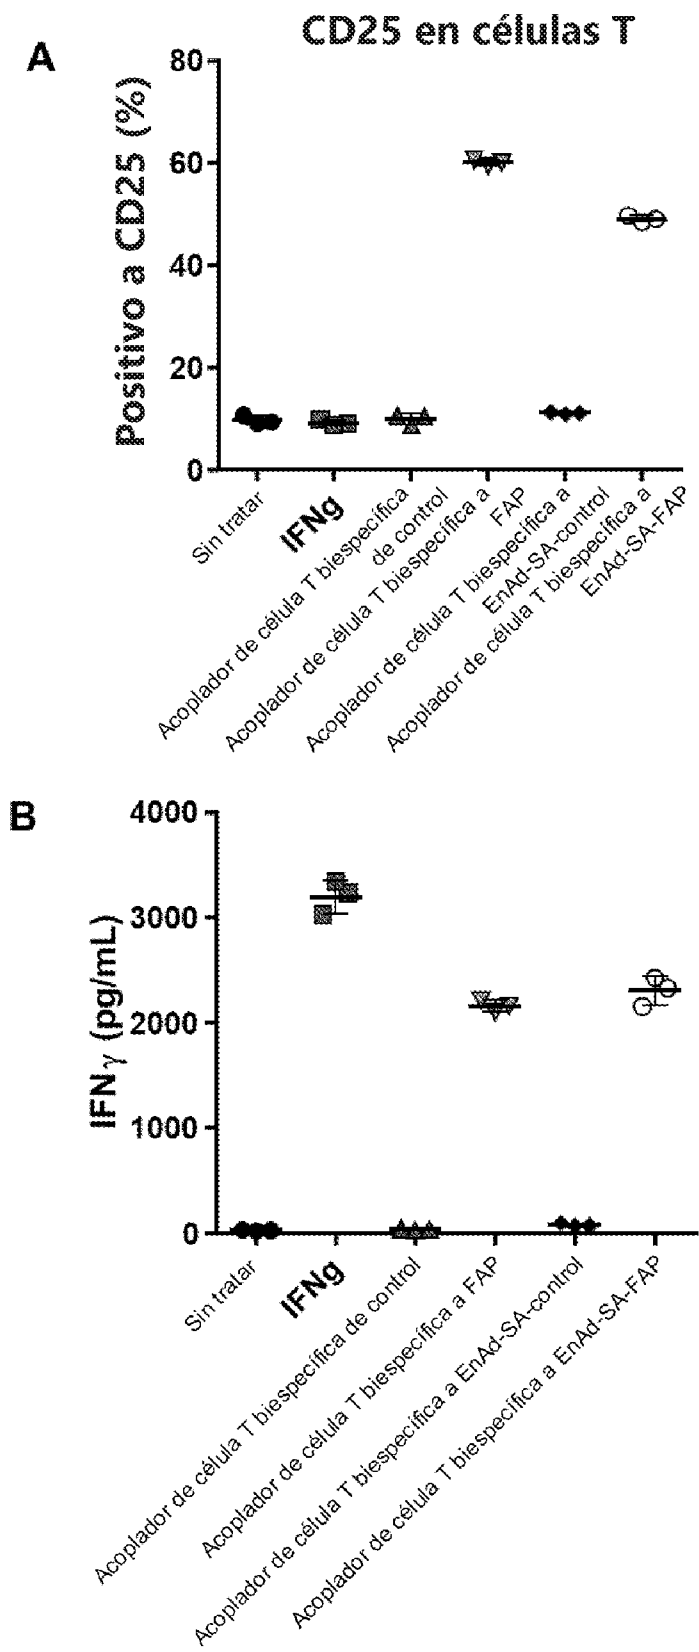 A
CD25 en células T
Positivo a CD25 (%)
80
60
40
20
0
Sin tratar
IFNg
Acoplador de célula T biespecífica
de control
Acoplador de célula T biespecífica a
FAP
Acoplador de célula T biespecífica a
EnAd-SA-control
Acoplador de célula T biespecífica a
EnAd-SA-FAP
B
IFNγ (pg/mL)
4000
3000
2000
1000
0
Sin tratar
IFNg
Acoplador de célula T biespecífica de control
Acoplador de célula T biespecífica a FAP
Acoplador de célula T biespecífica a EnAd-SA-control
Acoplador de célula T biespecífica a EnAd-SA-FAP